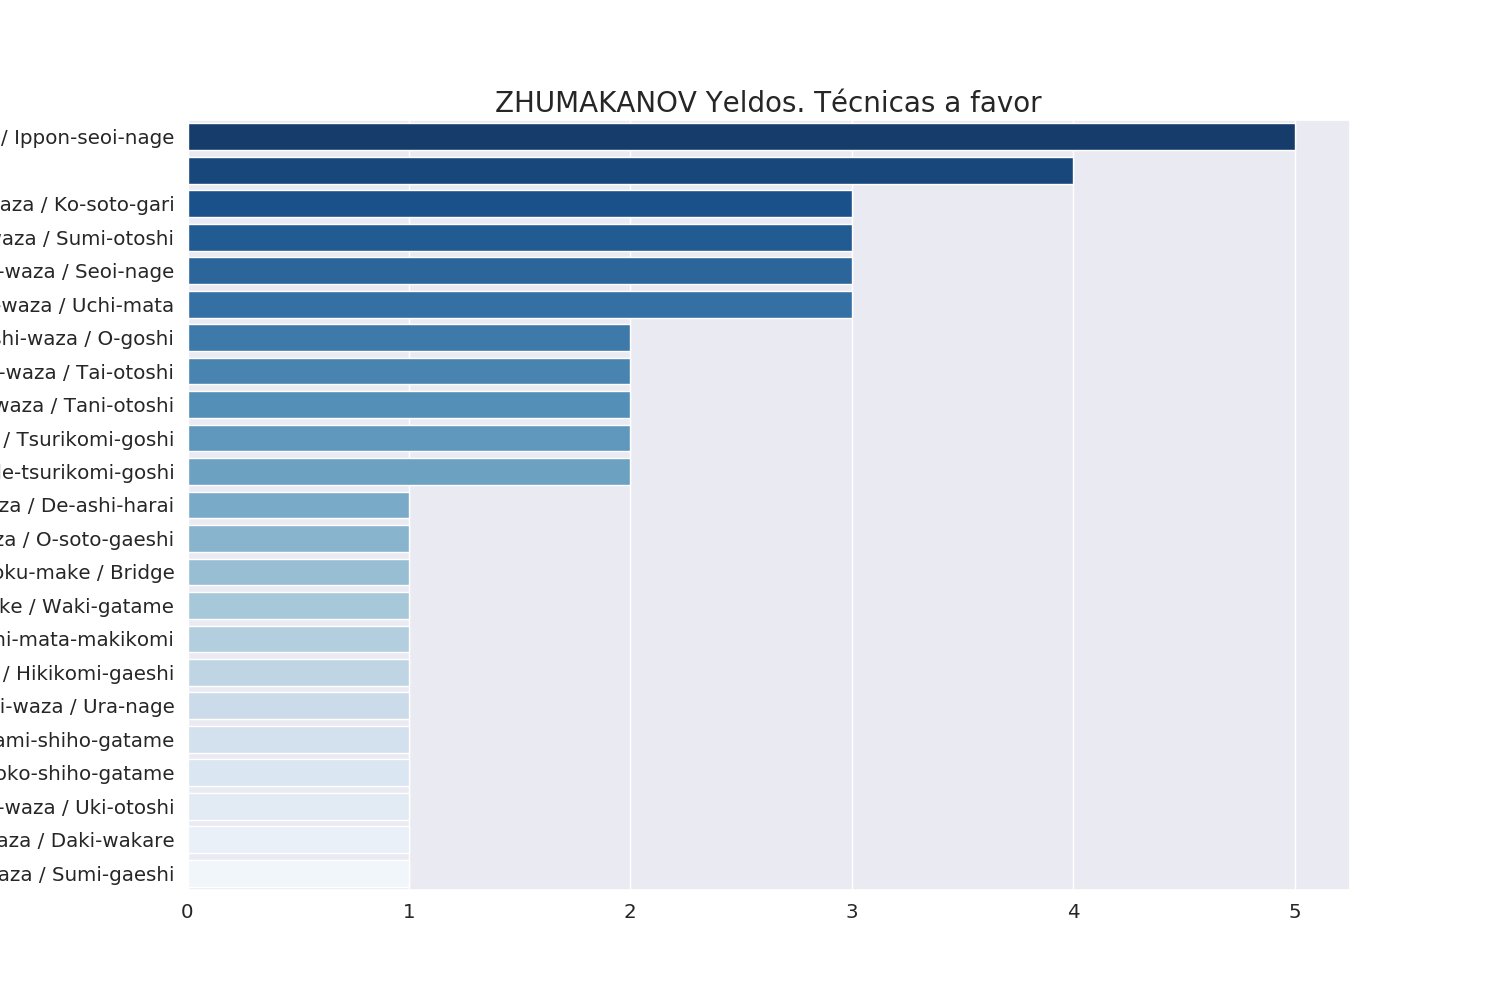 ZHUMAKANOV Yeldos. Técnicas a favor
/ Ippon-seoi-nage
aza / Ko-soto-gari
aza / Sumi-otoshi
-waza / Seoi-nage
waza / Uchi-mata
hi-waza / O-goshi
-waza / Tai-otoshi
waza / Tani-otoshi
/ Tsurikomi-goshi
e-tsurikomi-goshi
za / De-ashi-harai
za / O-soto-gaeshi
oku-make / Bridge
ke / Waki-gatame
hi-mata-makikomi
/ Hikikomi-gaeshi
i-waza / Ura-nage
ami-shiho-gatame
oko-shiho-gatame
-waza / Uki-otoshi
aza / Daki-wakare
aza / Sumi-gaeshi
0 1 2 3 4 5